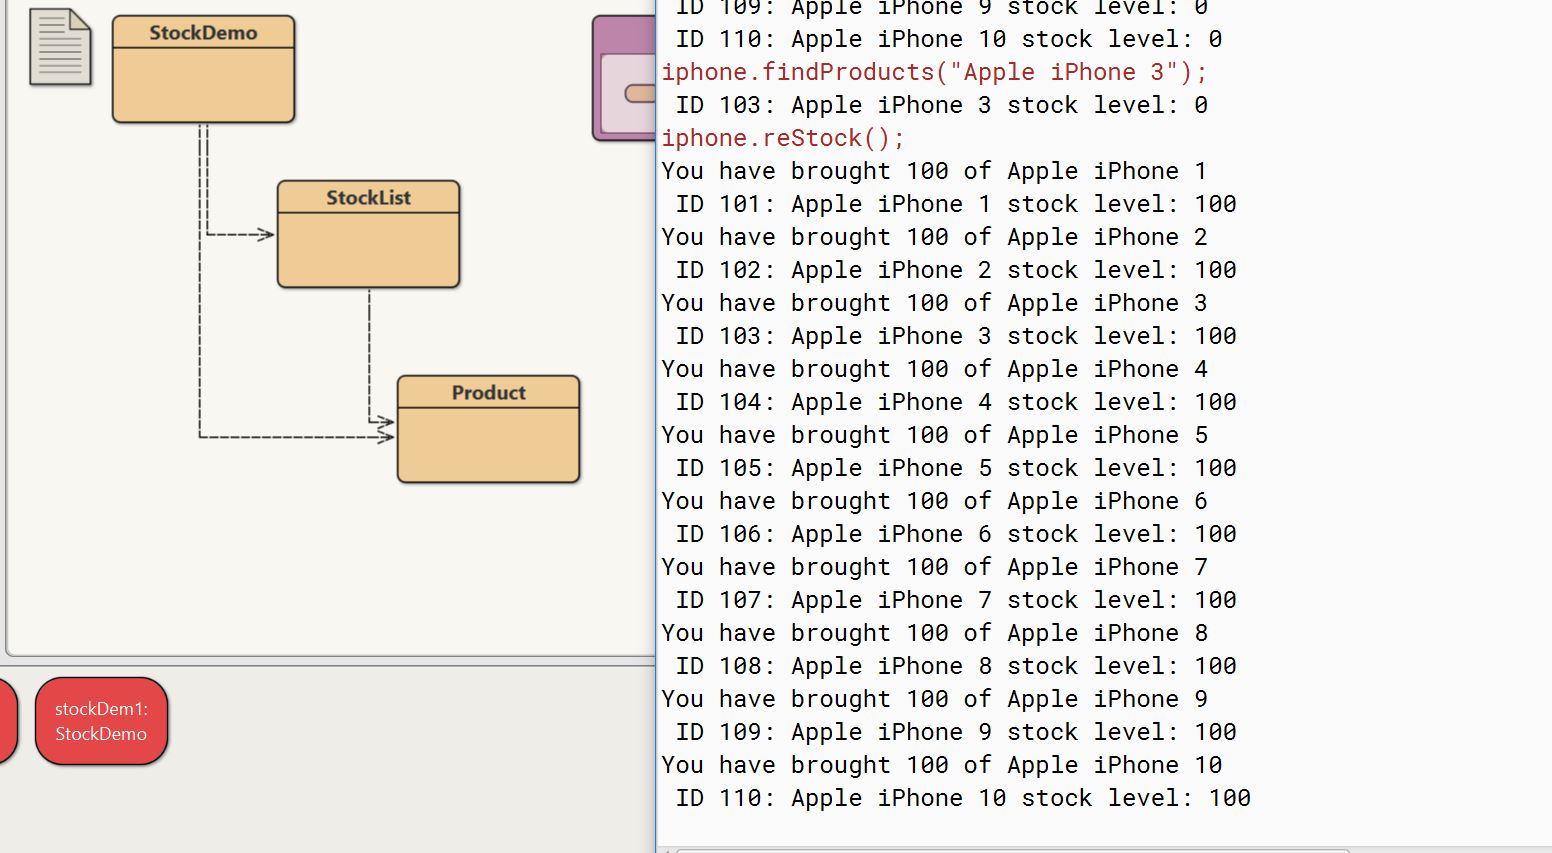 StockDemo
StockList
Product
stockDem1:
StockDemo
ID 109: Apple iPhone 9 stock level: 0
ID 110: Apple iPhone 10 stock level: 0
iphone.findProducts("Apple iPhone 3");
ID 103: Apple iPhone 3 stock level: 0
iphone.reStock();
You have brought 100 of Apple iPhone 1
ID 101: Apple iPhone 1 stock level: 100
You have brought 100 of Apple iPhone 2
ID 102: Apple iPhone 2 stock level: 100
You have brought 100 of Apple iPhone 3
ID 103: Apple iPhone 3 stock level: 100
You have brought 100 of Apple iPhone 4
ID 104: Apple iPhone 4 stock level: 100
You have brought 100 of Apple iPhone 5
ID 105: Apple iPhone 5 stock level: 100
You have brought 100 of Apple iPhone 6
ID 106: Apple iPhone 6 stock level: 100
You have brought 100 of Apple iPhone 7
ID 107: Apple iPhone 7 stock level: 100
You have brought 100 of Apple iPhone 8
ID 108: Apple iPhone 8 stock level: 100
You have brought 100 of Apple iPhone 9
ID 109: Apple iPhone 9 stock level: 100
You have brought 100 of Apple iPhone 10
ID 110: Apple iPhone 10 stock level: 100